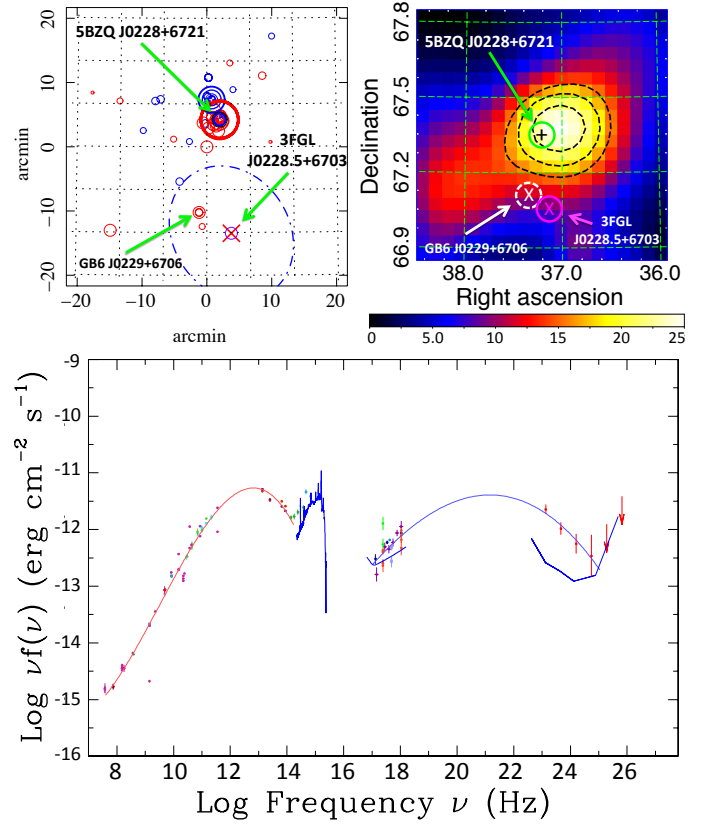 5BZQ J0228+6721
3FGL
J0228.5+6703
GB6 J0229+6706
20
10
0
−10
−20
arcmin
−20
−10
0
10
20
arcmin
5BZQ J0228+6721
3FGL
J0228.5+6703
GB6 J0229+6706
67.8
67.5
67.2
66.9
Declination
38.0
37.0
36.0
Right ascension
0
5.0
10
15
20
25
-9
-10
-11
-12
-13
-14
-15
-16
Log νf(ν) (erg cm⁻² s⁻¹)
8
10
12
14
16
18
20
22
24
26
Log Frequency ν (Hz)